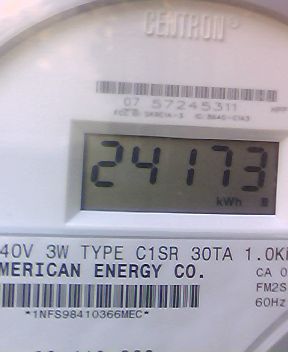 CENTRON®
07 57245311
24173
kWh
40V 3W TYPE C1SR 30TA 1.0K
MERICAN ENERGY CO.
CA 0
FM2S
60Hz
*1NFS98410366MEC*